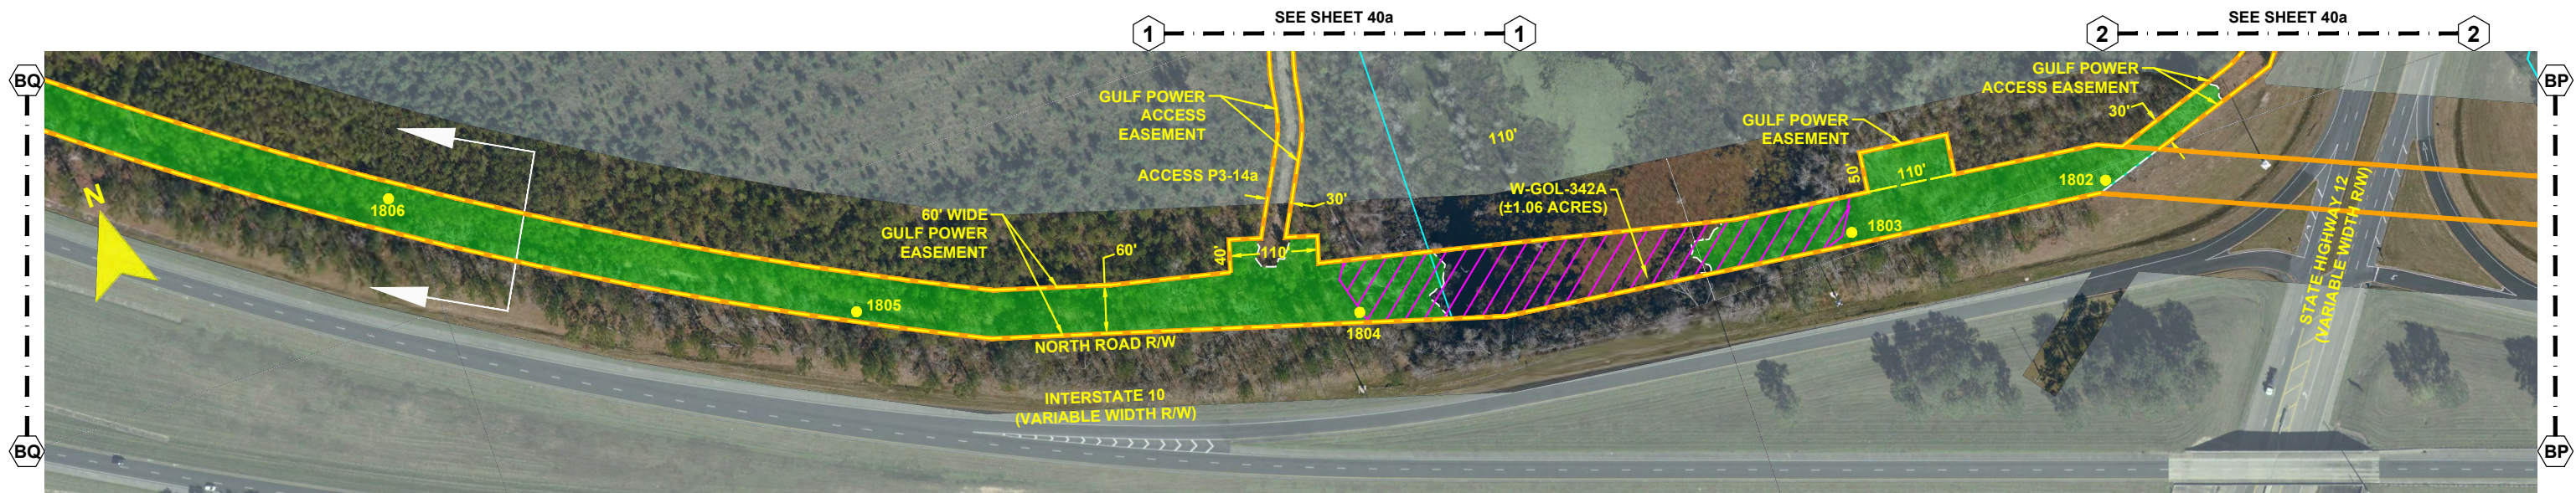 SEE SHEET 40a
SEE SHEET 40a
1
1
2
2
BQ
BP
GULF POWER
ACCESS EASEMENT
30'
GULF POWER
ACCESS
EASEMENT
110'
GULF POWER
EASEMENT
50'
110'
1802
ACCESS P3-14a
30'
W-GOL-342A
(±1.06 ACRES)
N
1806
60' WIDE
GULF POWER
EASEMENT
60'
40'
110'
1803
STATE HIGHWAY 12
(VARIABLE WIDTH R/W)
1805
1804
NORTH ROAD R/W
INTERSTATE 10
(VARIABLE WIDTH R/W)
BQ
BP